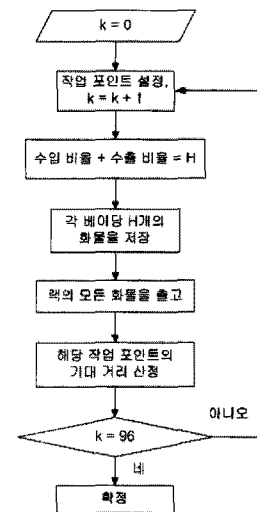 k = 0
작업 포인트 설정,
k = k + 1
수입 비율 + 수출 비율 = H
각 베이당 H개의
화물을 저장
랙의 모든 화물을 출고
해당 작업 포인트의
기대 거리 산정
k = 96
아니오
네
확정